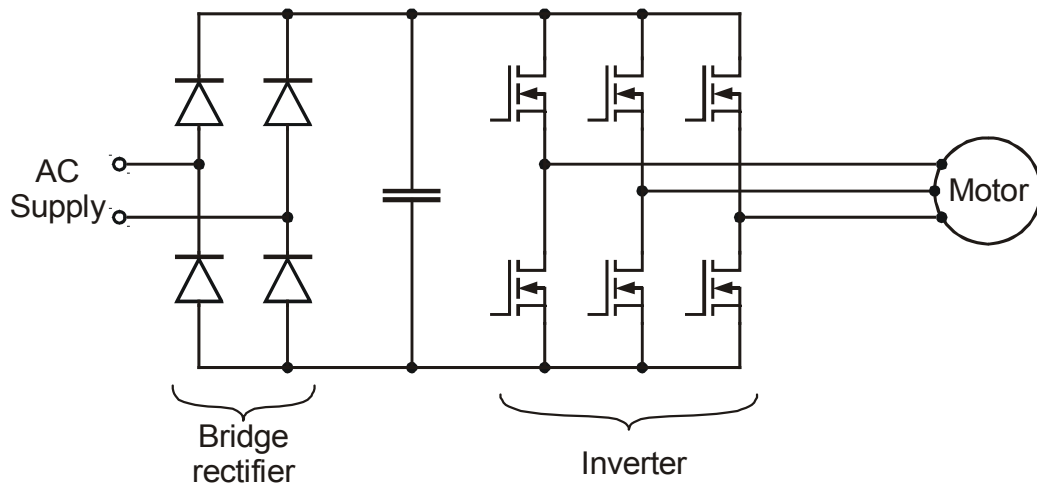 AC
Supply
Motor
Bridge
rectifier
Inverter